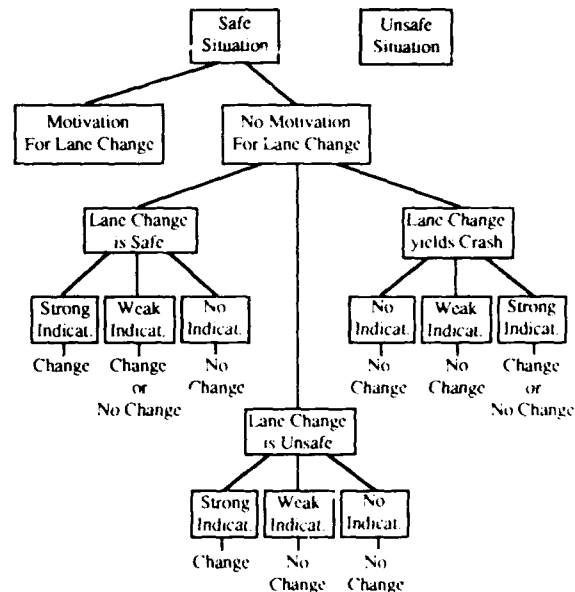 Safe
Situation
Unsafe
Situation
Motivation
For Lane Change
No Motivation
For Lane Change
Lane Change
is Safe
Lane Change
yields Crash
Strong
Indicat.
Weak
Indicat.
No
Indicat.
No
Indicat.
Weak
Indicat.
Strong
Indicat.
Change
Change
or
No Change
No
Change
No
Change
No
Change
Change
or
No Change
Lane Change
is Unsafe
Strong
Indicat.
Weak
Indicat.
No
Indicat.
Change
No
Change
No
Change